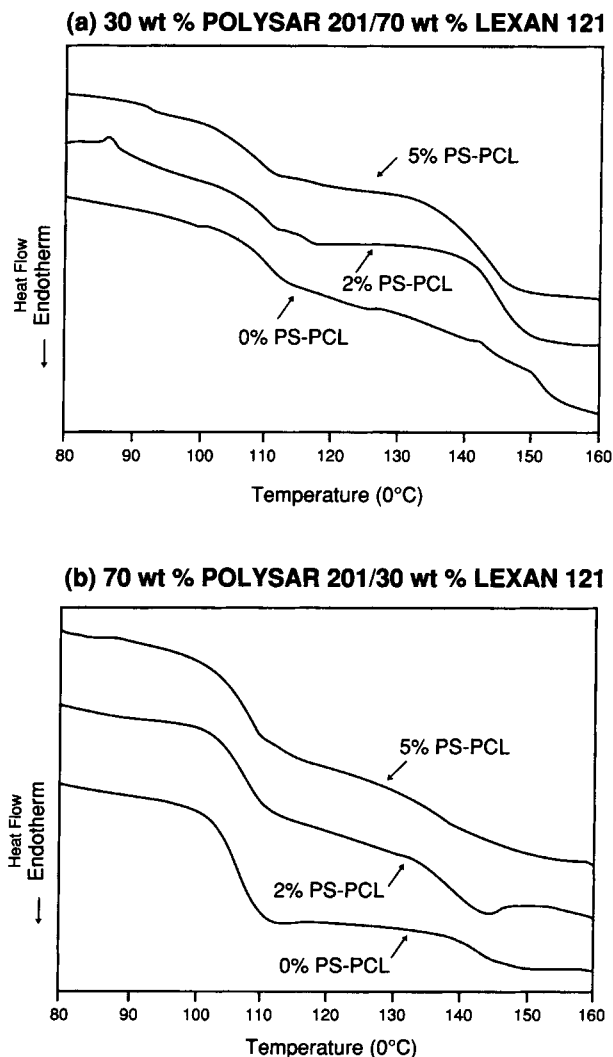 (a) 30 wt % POLYSAR 201/70 wt % LEXAN 121
5% PS-PCL
2% PS-PCL
0% PS-PCL
Heat Flow
← Endotherm
80 90 100 110 120 130 140 150 160
Temperature (0°C)
(b) 70 wt % POLYSAR 201/30 wt % LEXAN 121
5% PS-PCL
2% PS-PCL
0% PS-PCL
Heat Flow
← Endotherm
80 90 100 110 120 130 140 150 160
Temperature (0°C)